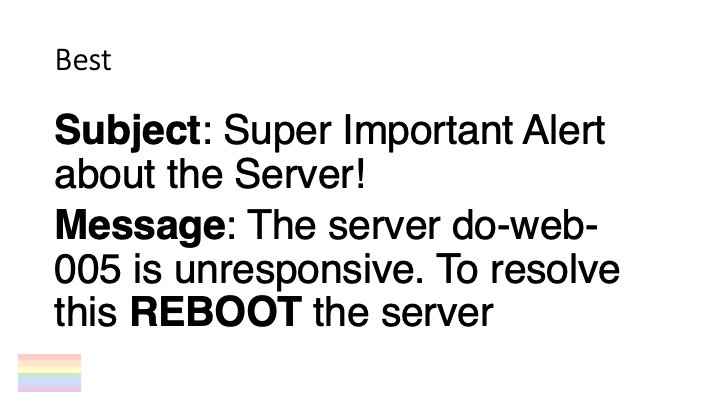 Best
Subject: Super Important Alert
about the Server!
Message: The server do-web-
005 is unresponsive. To resolve
this REBOOT the server